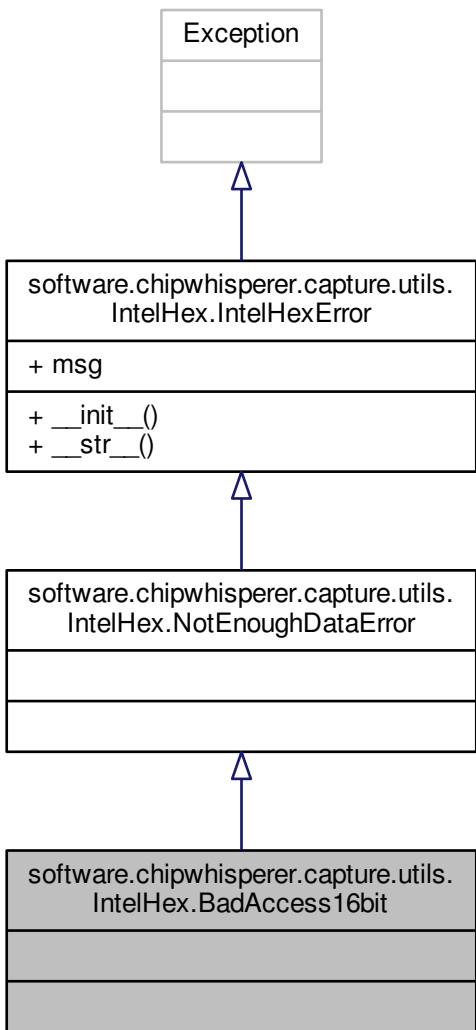 Exception
software.chipwhisperer.capture.utils.
IntelHex.IntelHexError
+ msg
+ __init__()
+ __str__()
software.chipwhisperer.capture.utils.
IntelHex.NotEnoughDataError
software.chipwhisperer.capture.utils.
IntelHex.BadAccess16bit